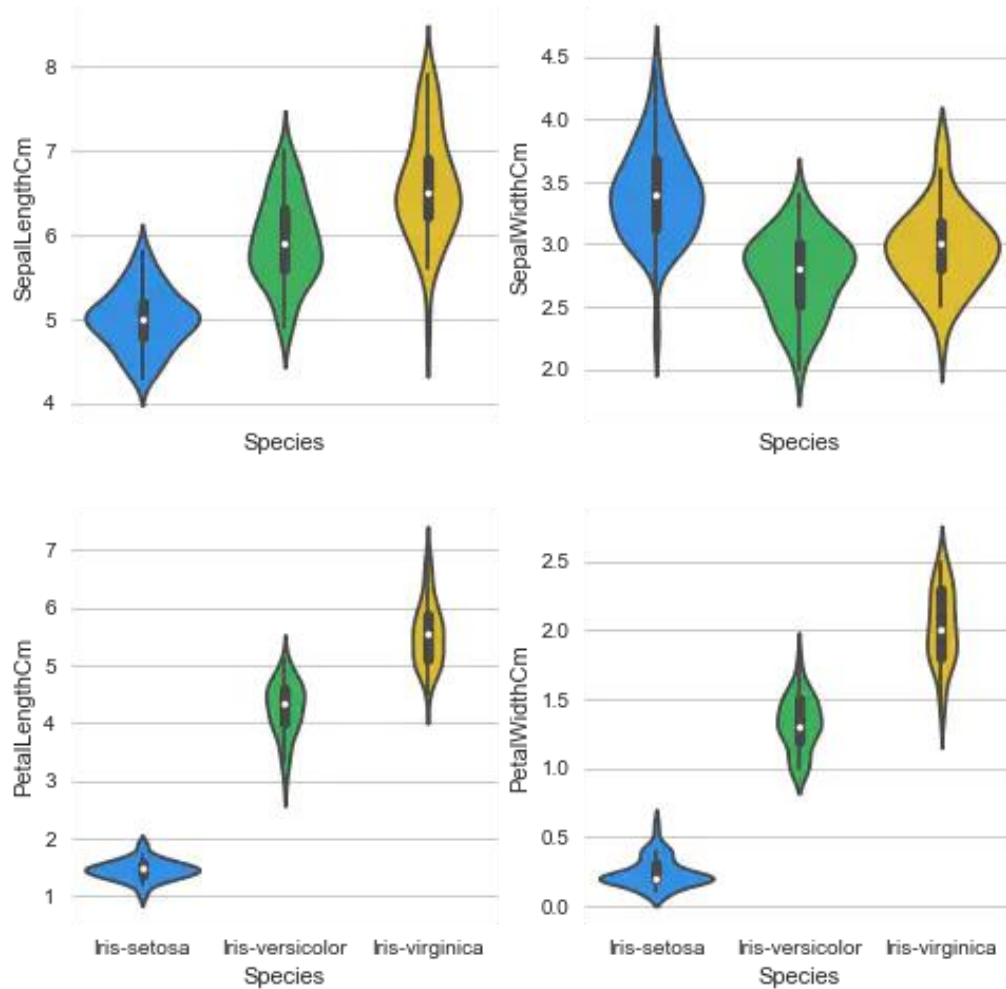 SepalLengthCm
8
7
6
5
4
Species
SepalWidthCm
4.5
4.0
3.5
3.0
2.5
2.0
Species
PetalLengthCm
7
6
5
4
3
2
1
Iris-setosa Iris-versicolor Iris-virginica
Species
PetalWidthCm
2.5
2.0
1.5
1.0
0.5
0.0
Iris-setosa Iris-versicolor Iris-virginica
Species